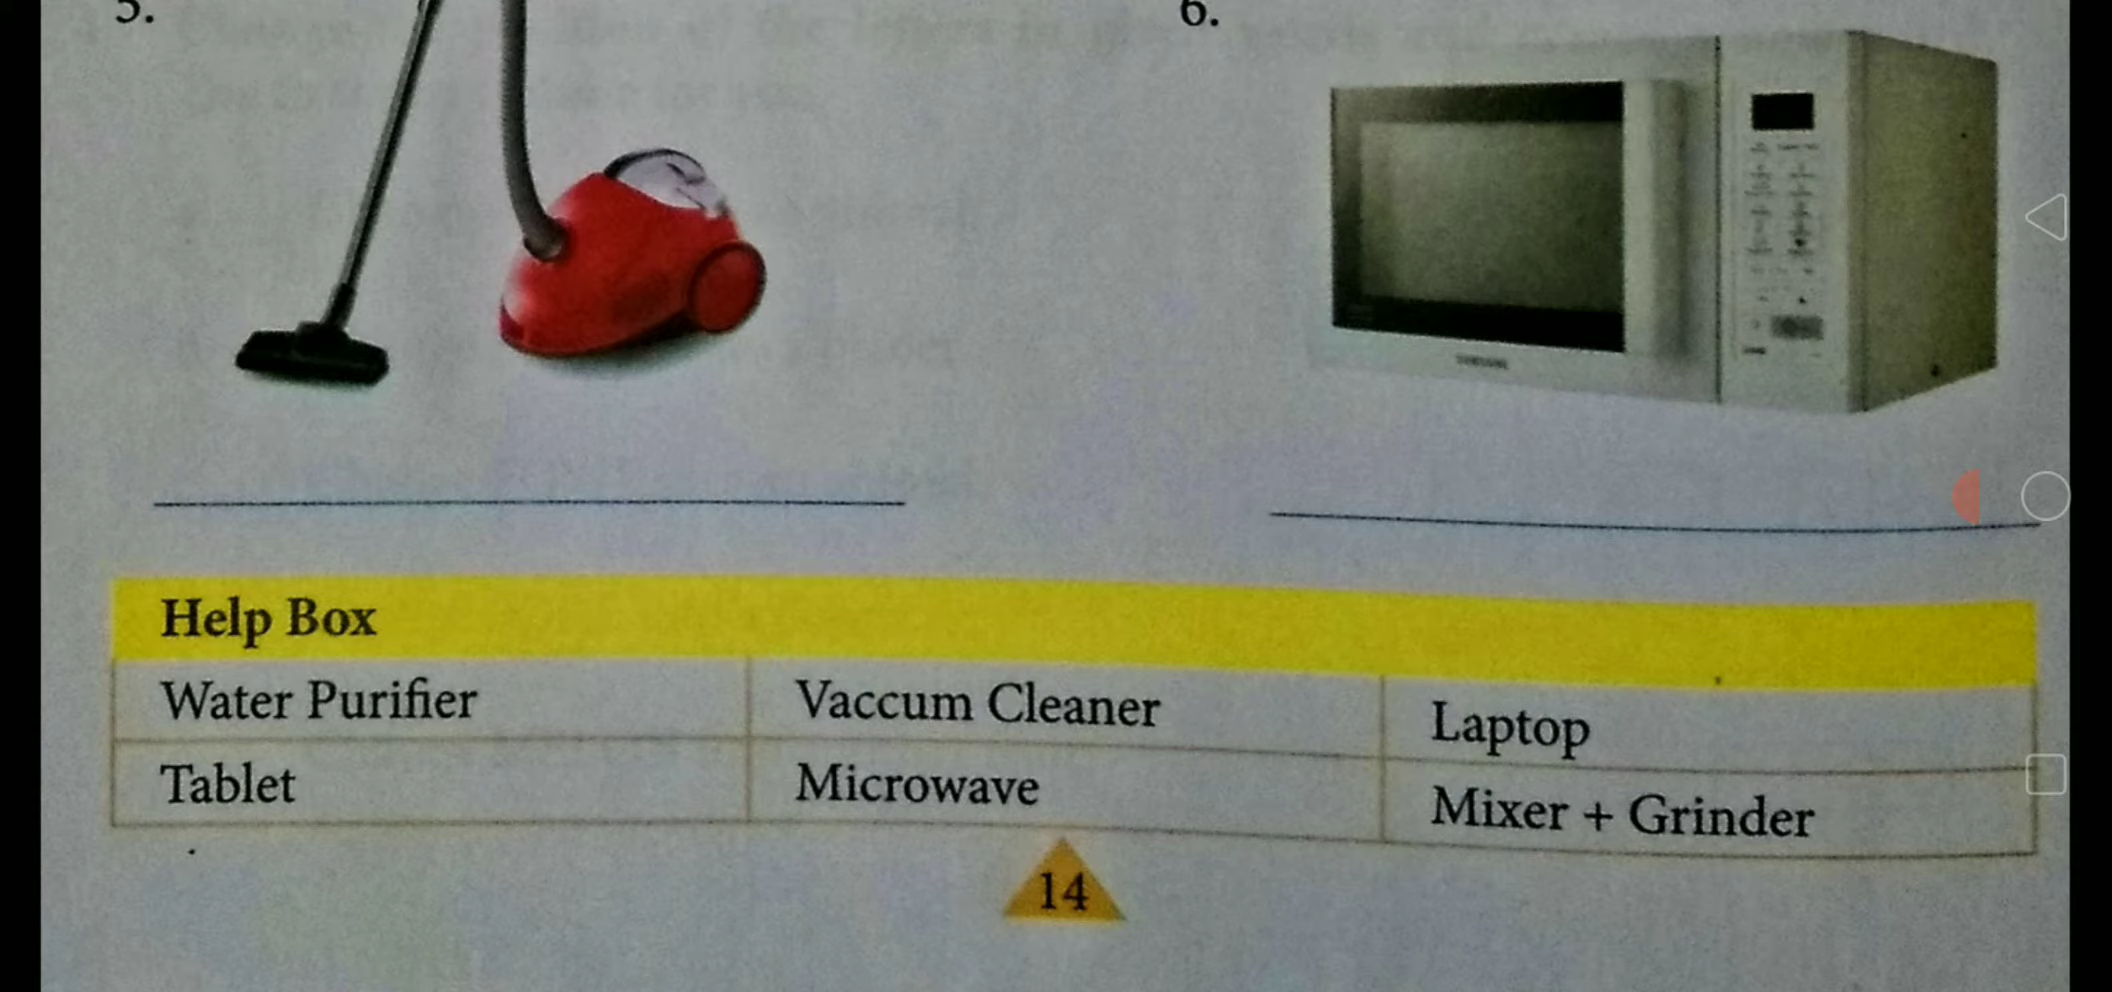 5.
6.
Help Box
Water Purifier
Vaccum Cleaner
Laptop
Tablet
Microwave
Mixer + Grinder
14